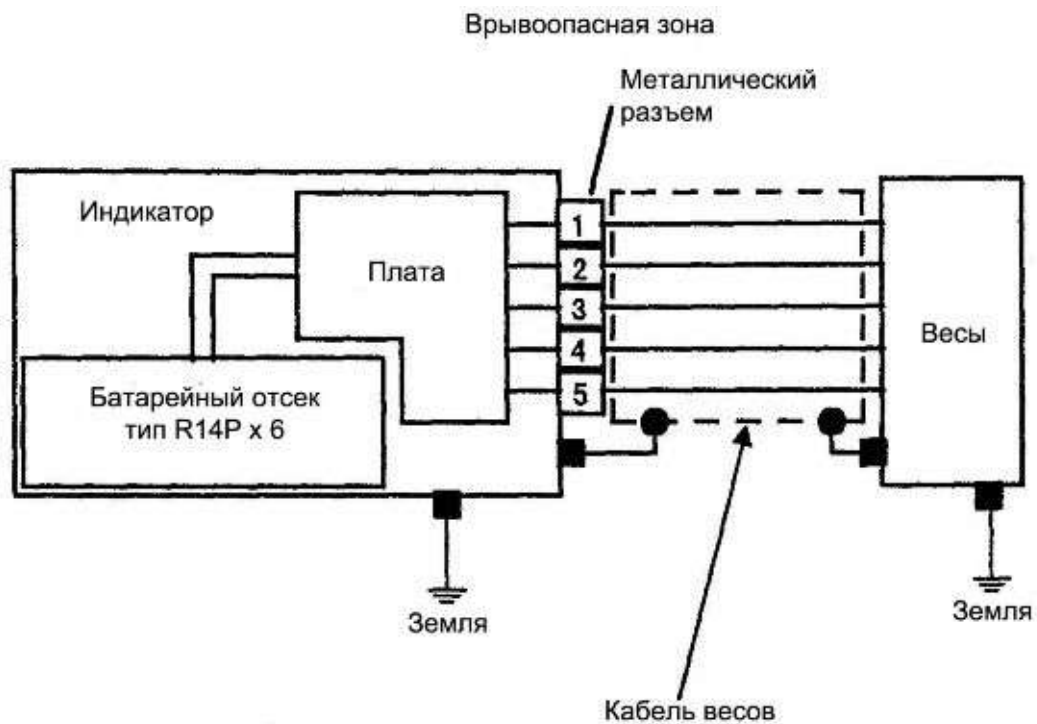 Врывоопасная зона
Металлический
разъем
Индикатор
Плата
1
2
3
4
5
Весы
Батарейный отсек
тип R14P x 6
Земля
Земля
Кабель весов